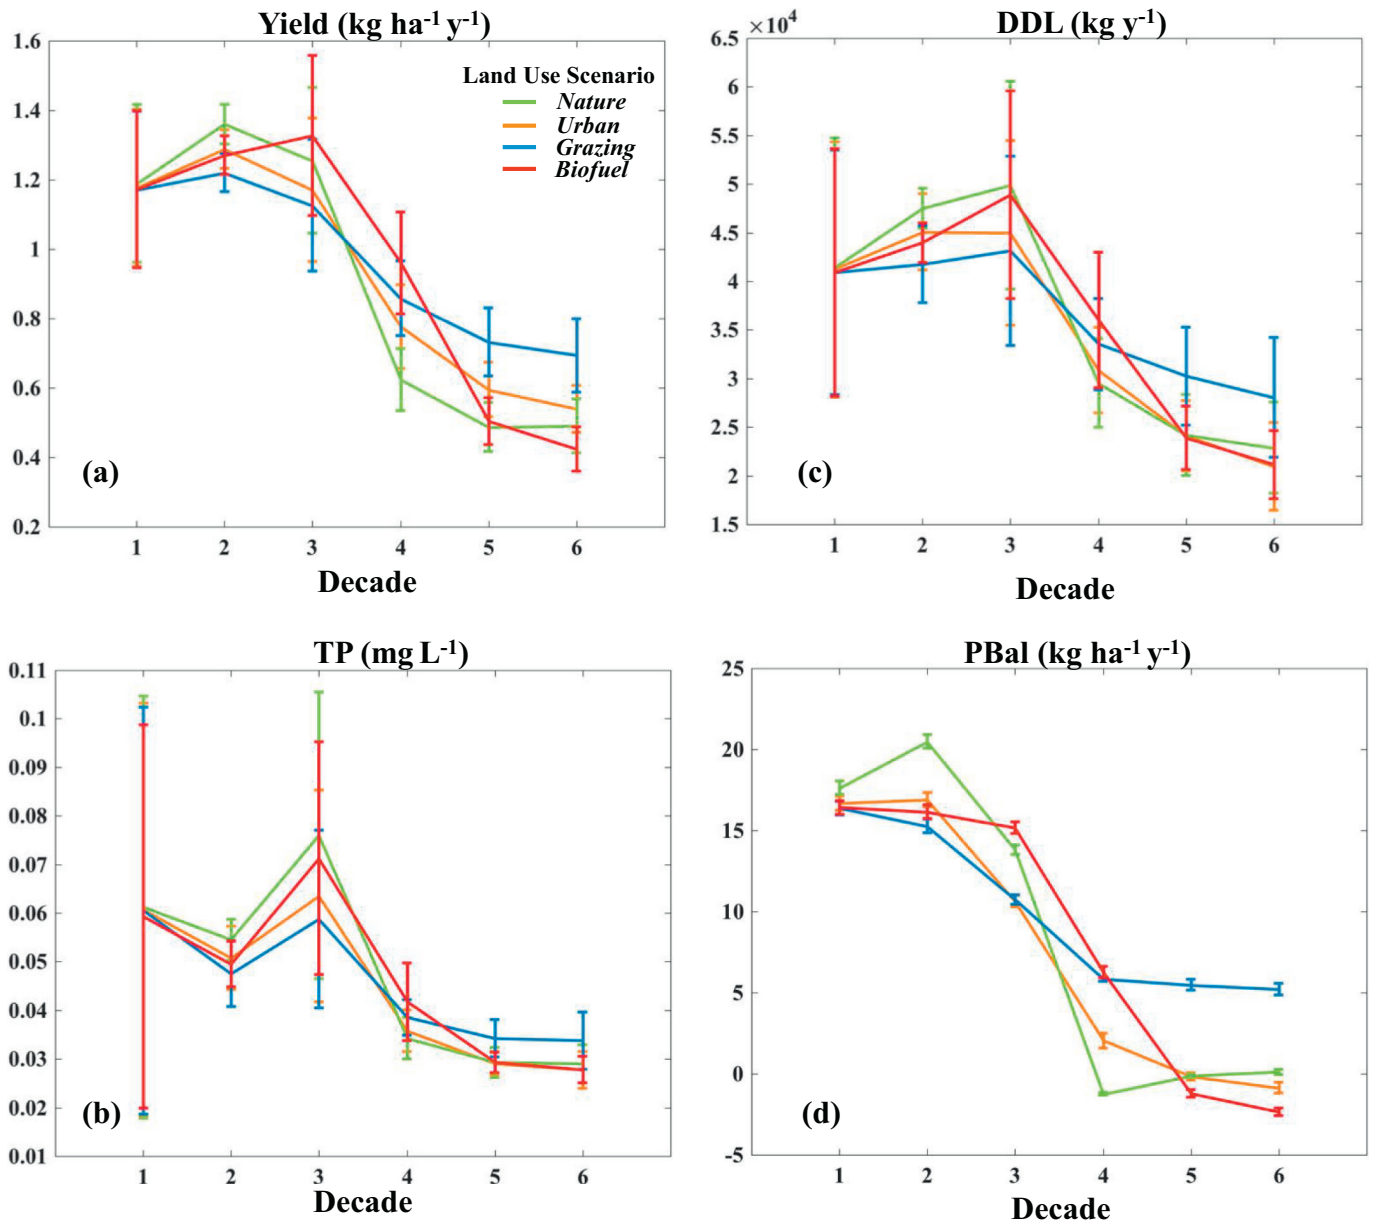 Yield (kg ha-1 y-1)
1.6
1.4
1.2
1
0.8
0.6
0.4
0.2
Land Use Scenario
Nature
Urban
Grazing
Biofuel
(a)
1 2 3 4 5 6
Decade
DDL (kg y-1)
×10^4
6.5
6
5.5
5
4.5
4
3.5
3
2.5
2
1.5
(c)
1 2 3 4 5 6
Decade
TP (mg L-1)
0.11
0.1
0.09
0.08
0.07
0.06
0.05
0.04
0.03
0.02
0.01
(b)
1 2 3 4 5 6
Decade
PBal (kg ha-1 y-1)
25
20
15
10
5
0
-5
(d)
1 2 3 4 5 6
Decade